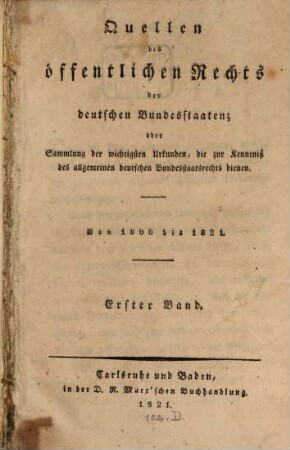 Quellen
des
öffentlichen Rechts
der
deutschen Bundesstaaten;
oder
Sammlung der wichtigsten Urkunden, die zur Kenntniß
des allgemeinen deutschen Bundesstaatsrechts dienen.
Von 1800 bis 1821.
Erster Band.
Carlsruhe und Baden,
in der D. R. Marx'schen Buchhandlung.
1821.